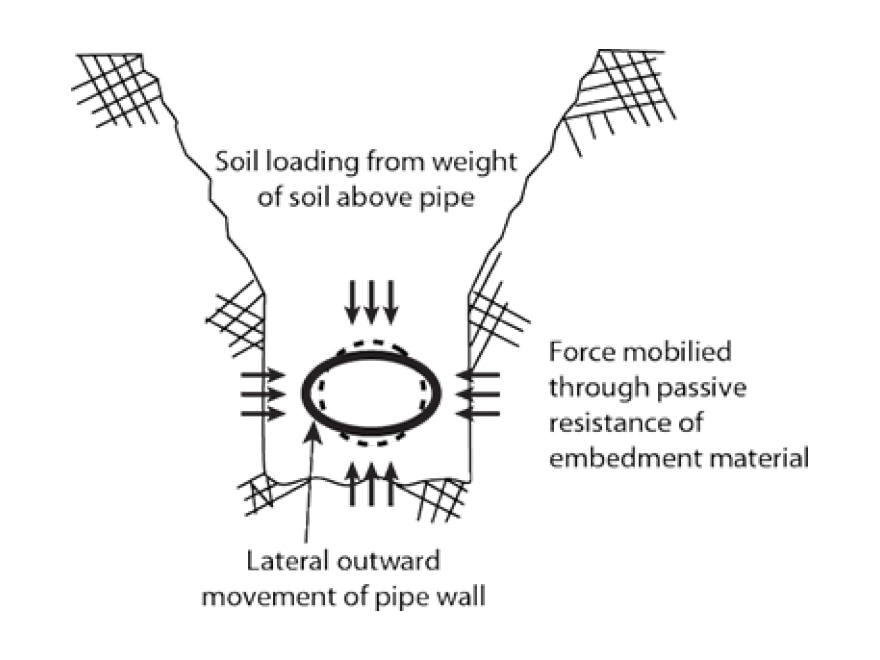 Soil loading from weight
of soil above pipe
Force mobilied
through passive
resistance of
embedment material
Lateral outward
movement of pipe wall